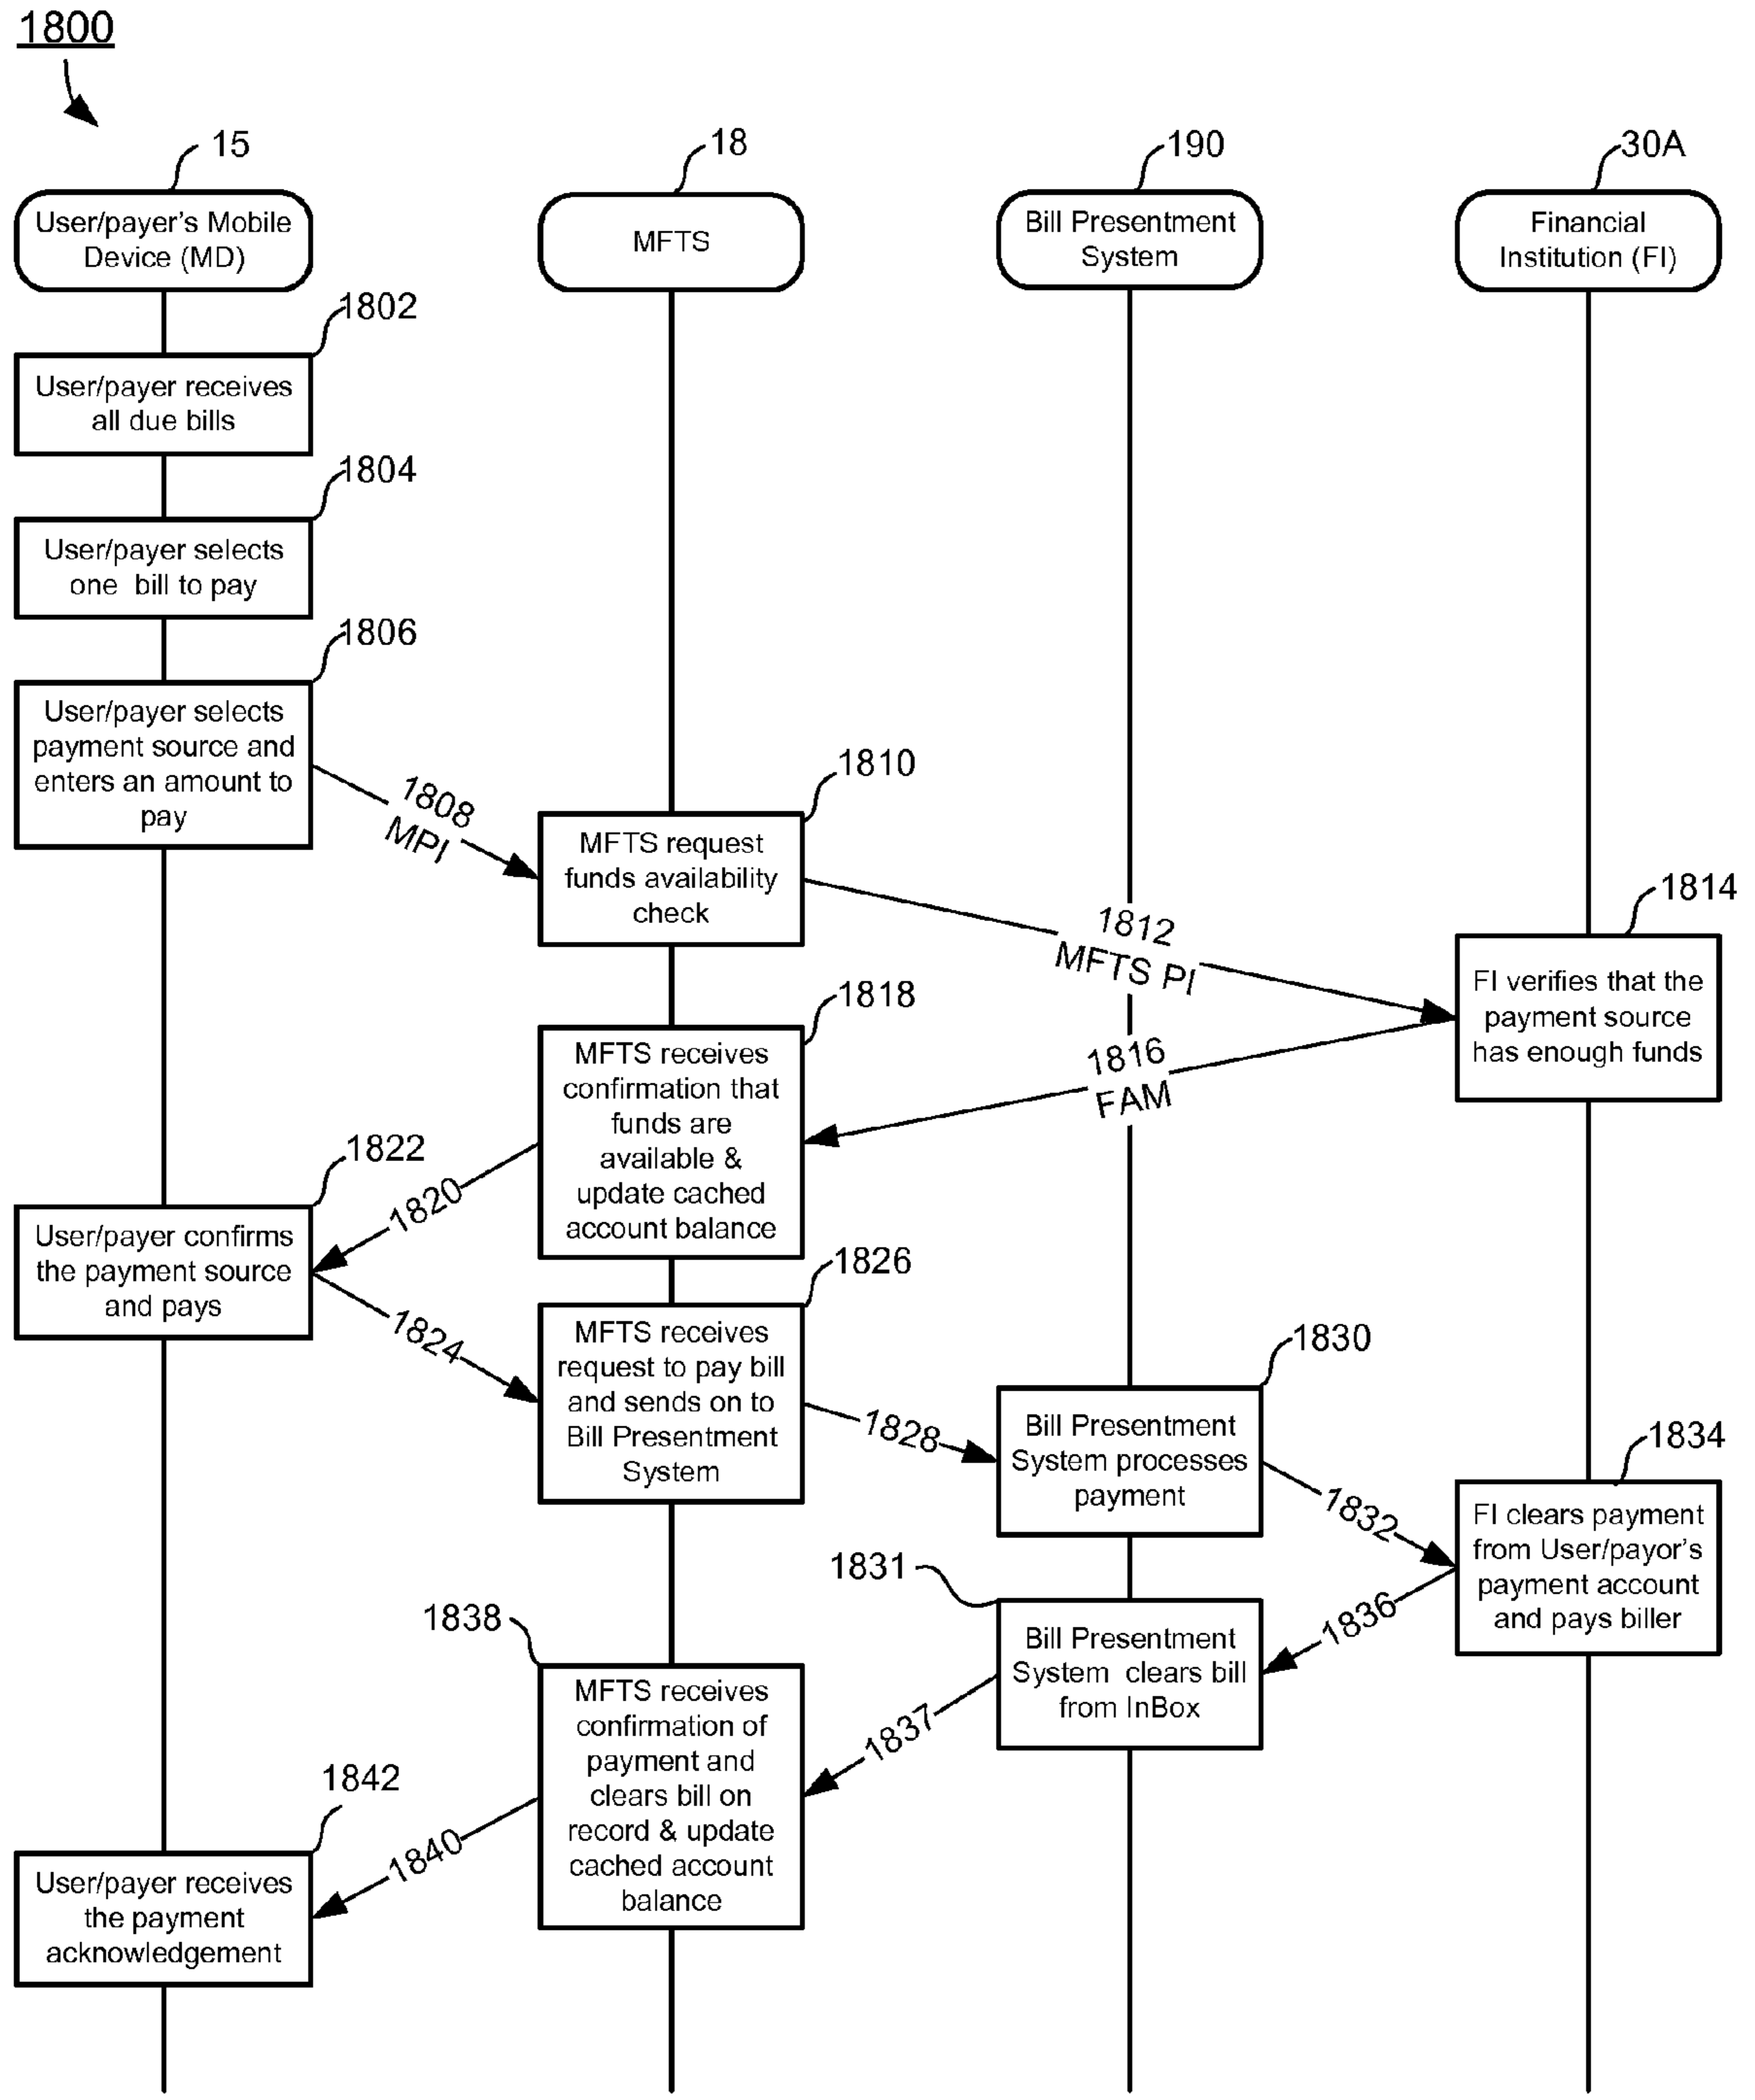 1800
15
18
190
30A
User/payer's Mobile
Device (MD)
MFTS
Bill Presentment
System
Financial
Institution (FI)
1802
User/payer receives
all due bills
1804
User/payer selects
one bill to pay
1806
User/payer selects
payment source and
enters an amount to
pay
1808
MPI
1810
MFTS request
funds availability
check
1812
MFTS PI
1814
FI verifies that the
payment source
has enough funds
1816
FAM
1818
MFTS receives
confirmation that
funds are
available &
update cached
account balance
1820
1822
User/payer confirms
the payment source
and pays
1824
1826
MFTS receives
request to pay bill
and sends on to
Bill Presentment
System
1828
1830
Bill Presentment
System processes
payment
1832
1834
FI clears payment
from User/payor's
payment account
and pays biller
1836
1831
Bill Presentment
System clears bill
from InBox
1837
1838
MFTS receives
confirmation of
payment and
clears bill on
record & update
cached account
balance
1840
1842
User/payer receives
the payment
acknowledgement